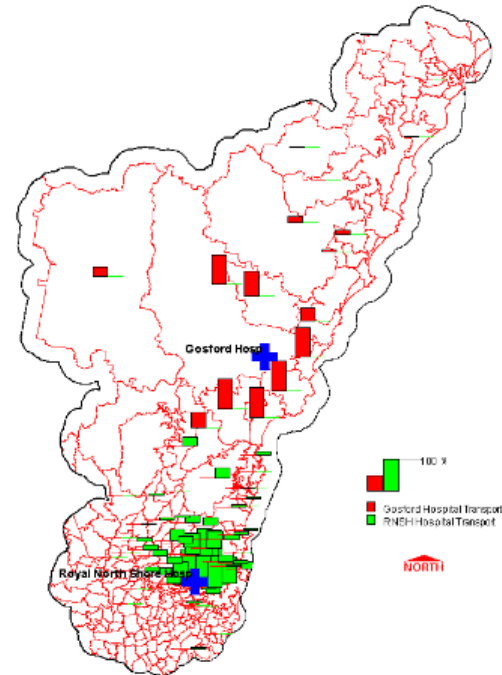 Gosford Hosp
100 %
Gosford Hospital Transport
RNSH Hospital Transport
Royal North Shore Hosp
NORTH